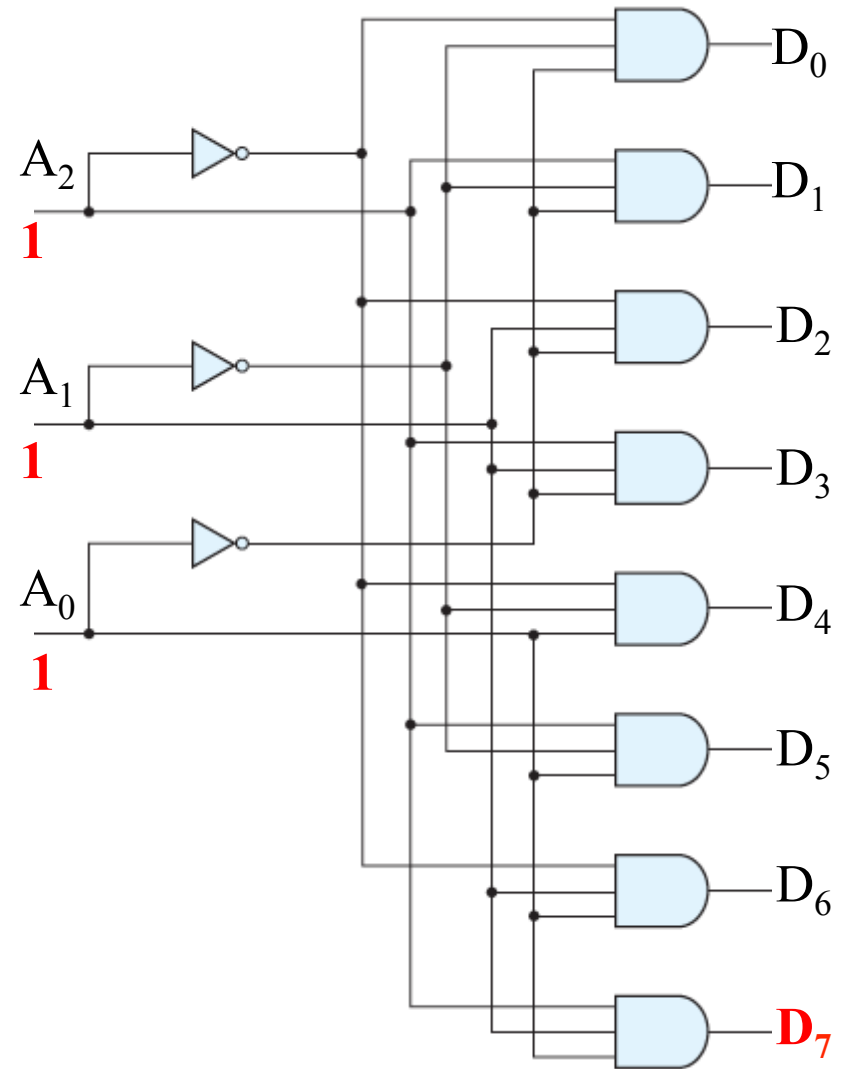 D₀
A₂
D₁
1
D₂
A₁
1
D₃
A₀
D₄
1
D₅
D₆
D₇